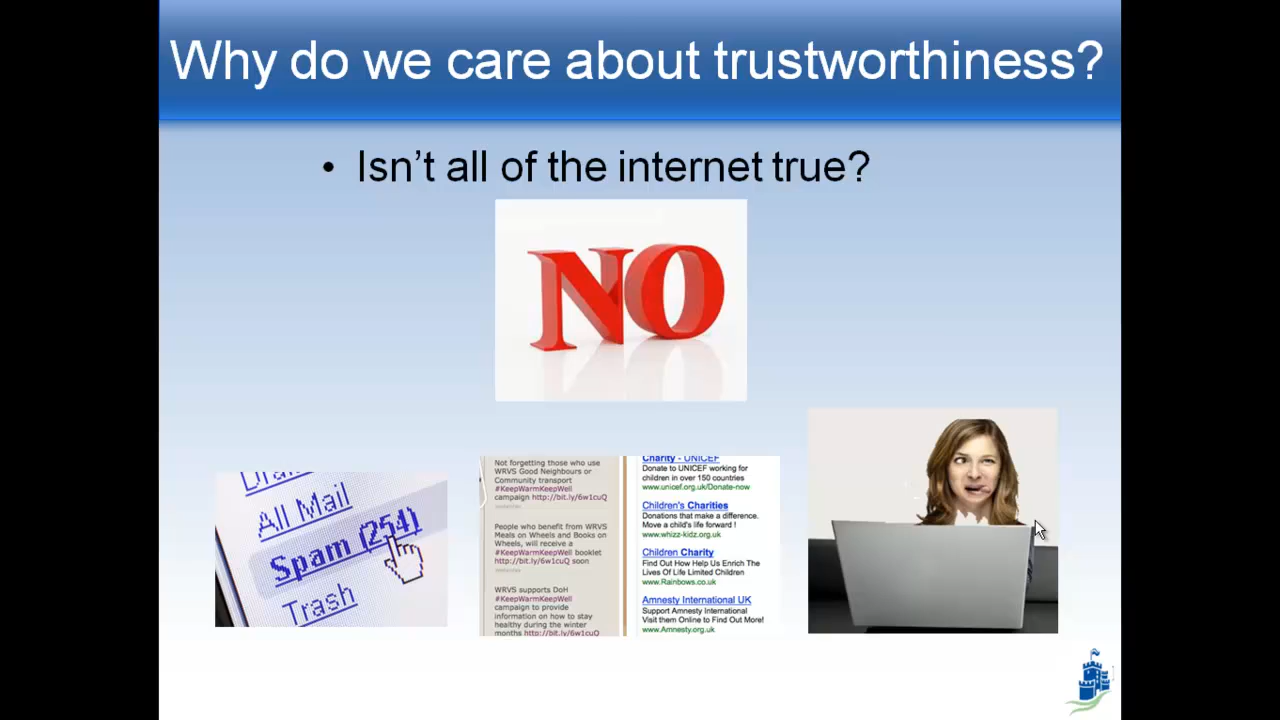 Why do we care about trustworthiness?
• Isn't all of the internet true?
NO
All Mail
Spam (254)
Trash
Not forgetting those who use
WRVS Good Neighbours or
Community transport
#KeepWarmKeepWell
campaign http://bit.ly/6w1cuQ
People who benefit from WRVS
Meals on Wheels and Books on
Wheels, will receive a
#KeepWarmKeepWell booklet
http://bit.ly/6w1cuQ soon
WRVS supports DoH
#KeepWarmKeepWell
campaign to provide
information on how to stay
healthy during the winter
months http://bit.ly/6w1cuQ
Charity - UNICEF
Donate to UNICEF working for
children in over 150 countries
www.unicef.org.uk/Donate-now
Children's Charities
Donations that make a difference.
Move a child's life forward !
www.whizz-kidz.org.uk
Children Charity
Find Out How Help Us Enrich The
Lives Of Life Limited Children
www.Rainbows.co.uk
Amnesty International UK
Support Amnesty International
Visit them Online to Find Out More!
www.Amnesty.org.uk